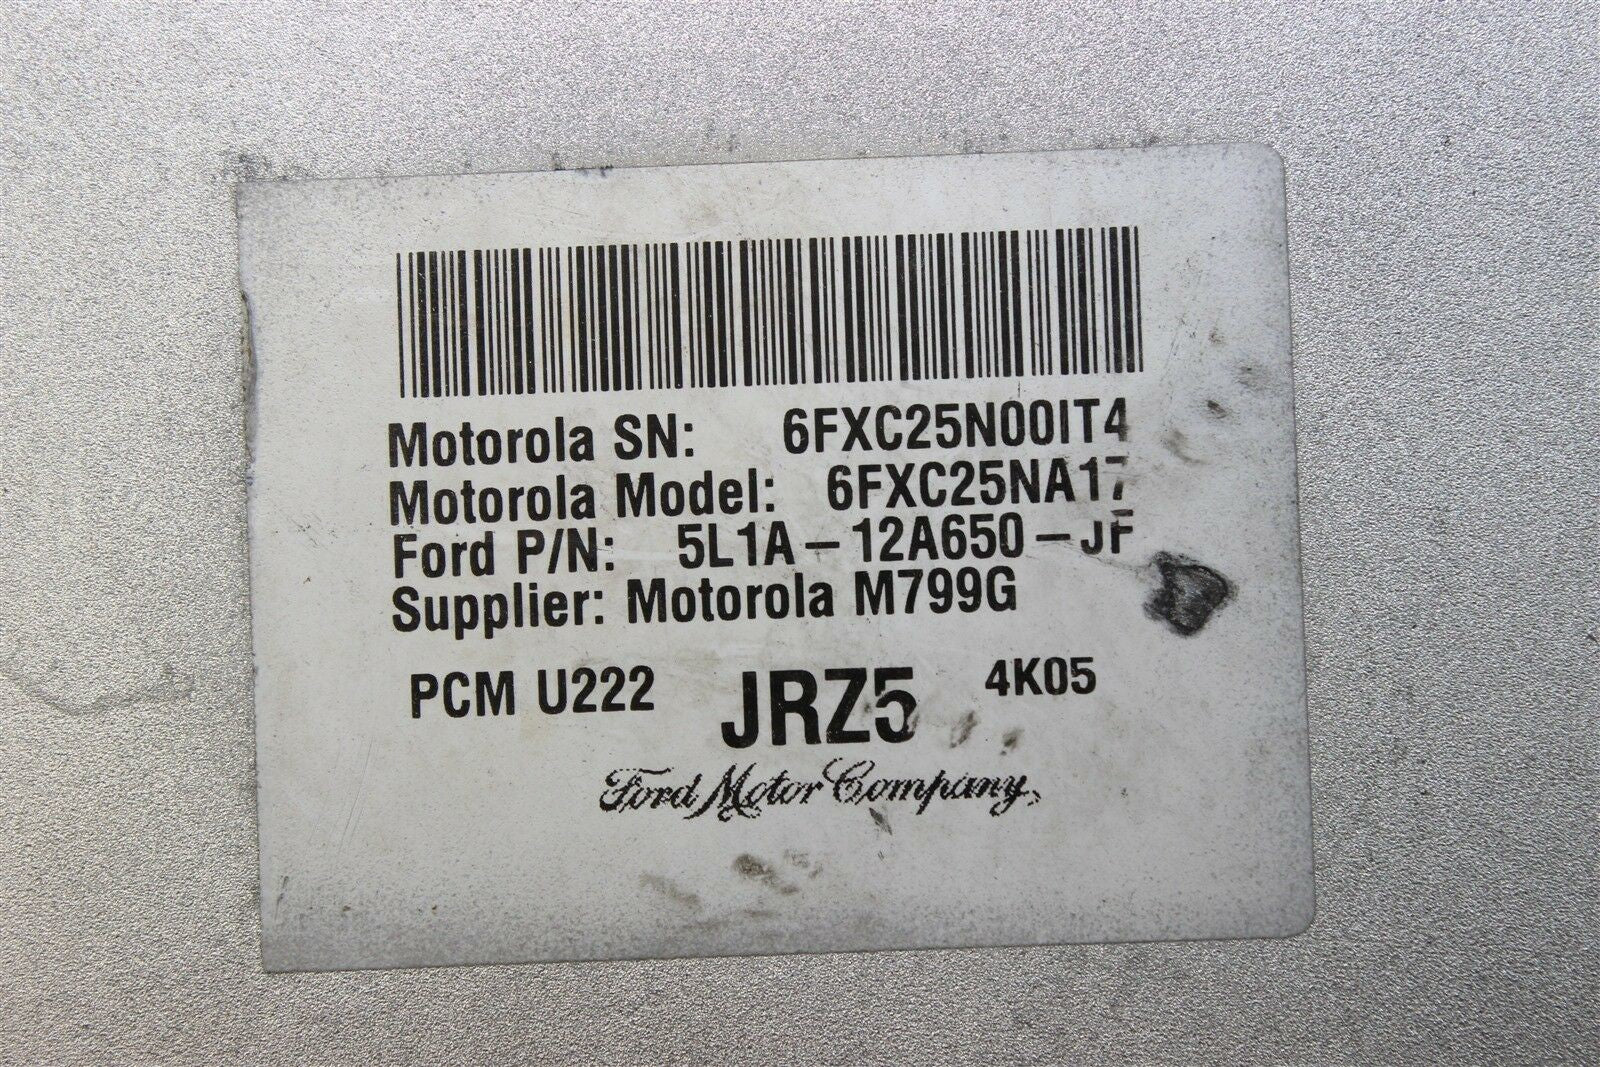 Motorola SN: 6FXC25N00IT4
Motorola Model: 6FXC25NA17
Ford P/N: 5L1A-12A650-JF
Supplier: Motorola M799G
PCM U222 JRZ5 4K05
Ford Motor Company,